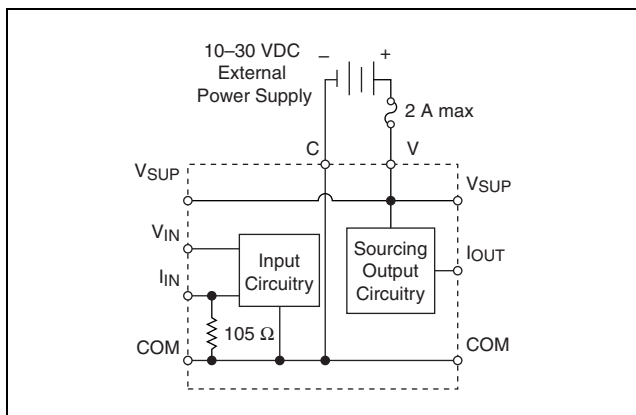 10–30 VDC
External
Power Supply
–
+
2 A max
C
V
VSUP
VSUP
VIN
Input
Circuitry
Sourcing
Output
Circuitry
IOUT
IIN
105 Ω
COM
COM